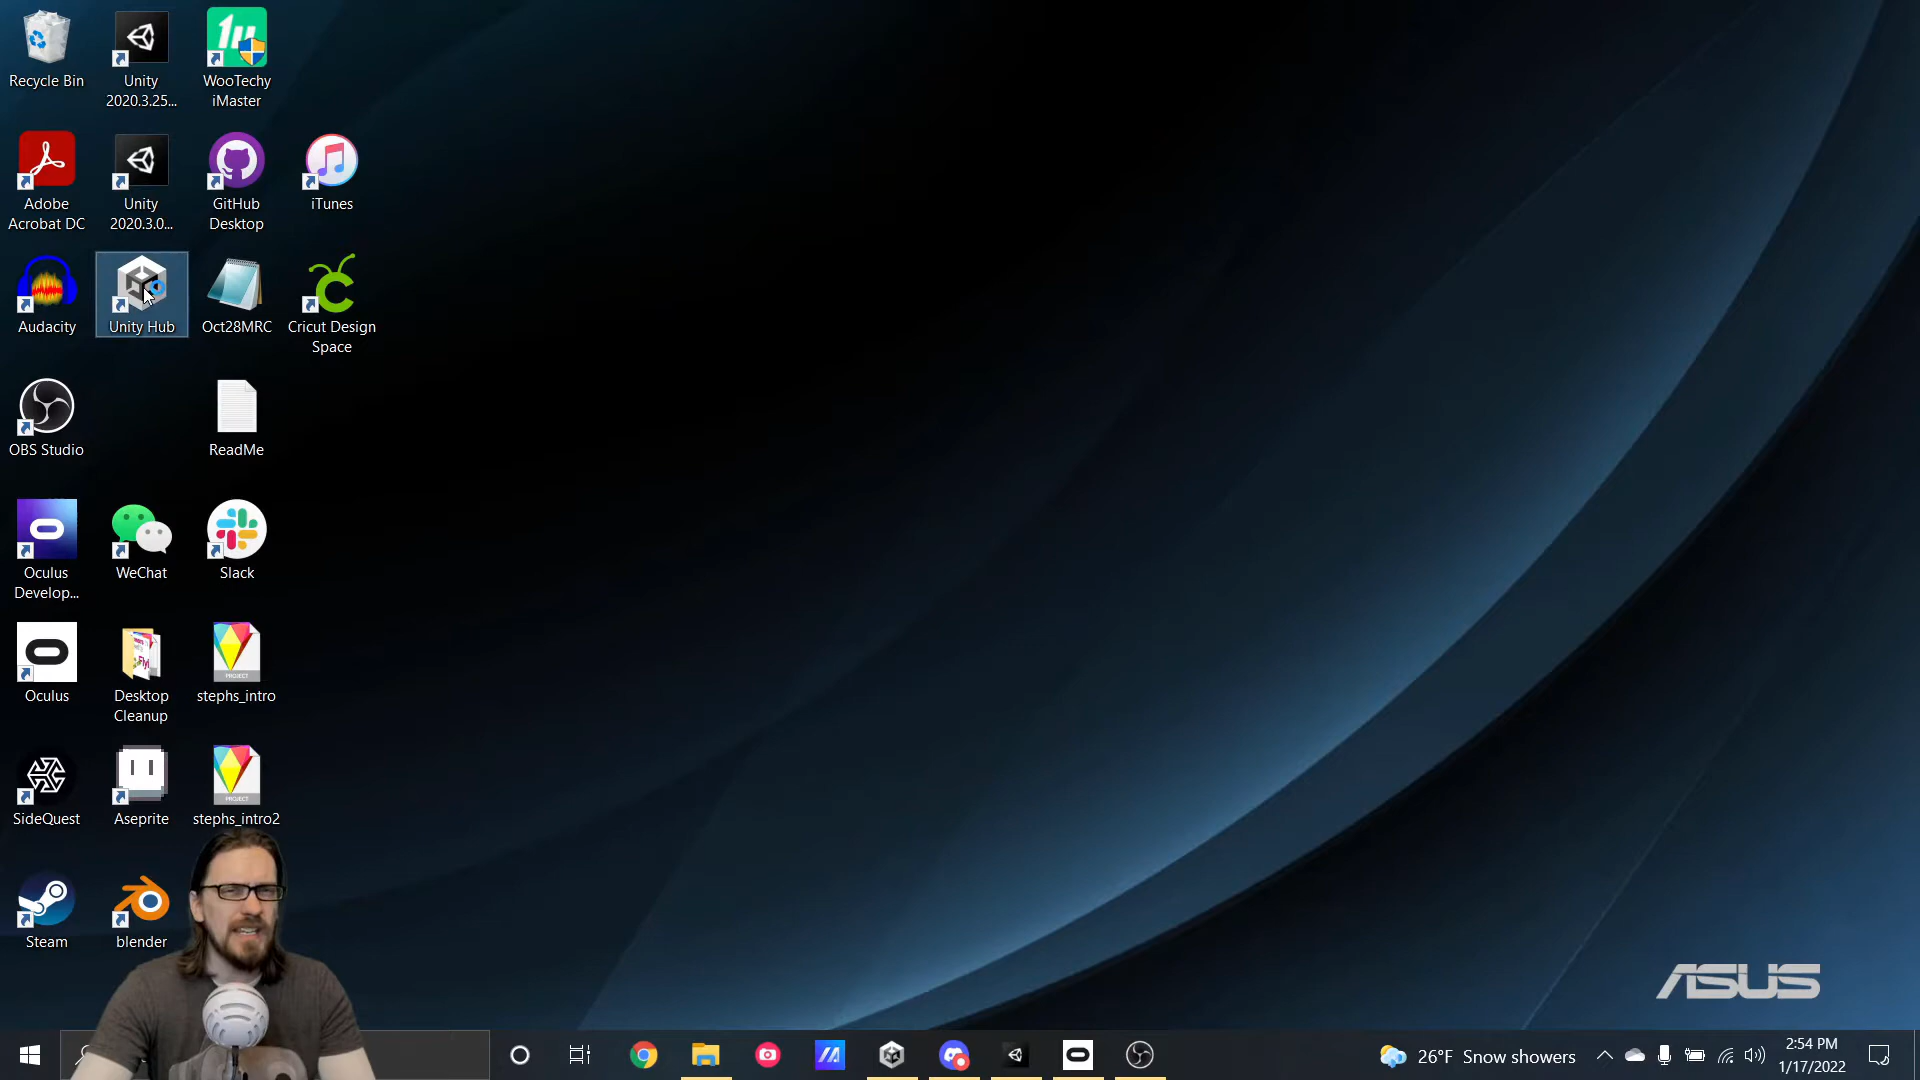 Recycle Bin
Unity
2020.3.25...
WooTechy
iMaster
Adobe
Acrobat DC
Unity
2020.3.0...
GitHub
Desktop
iTunes
Audacity
Unity Hub
Oct28MRC
Cricut Design
Space
OBS Studio
ReadMe
Oculus
Develop...
WeChat
Slack
Oculus
Desktop
Cleanup
PROJECT
stephs_intro
SideQuest
Aseprite
PROJECT
stephs_intro2
Steam
blender
ASUS
26°F Snow showers
2:54 PM
1/17/2022